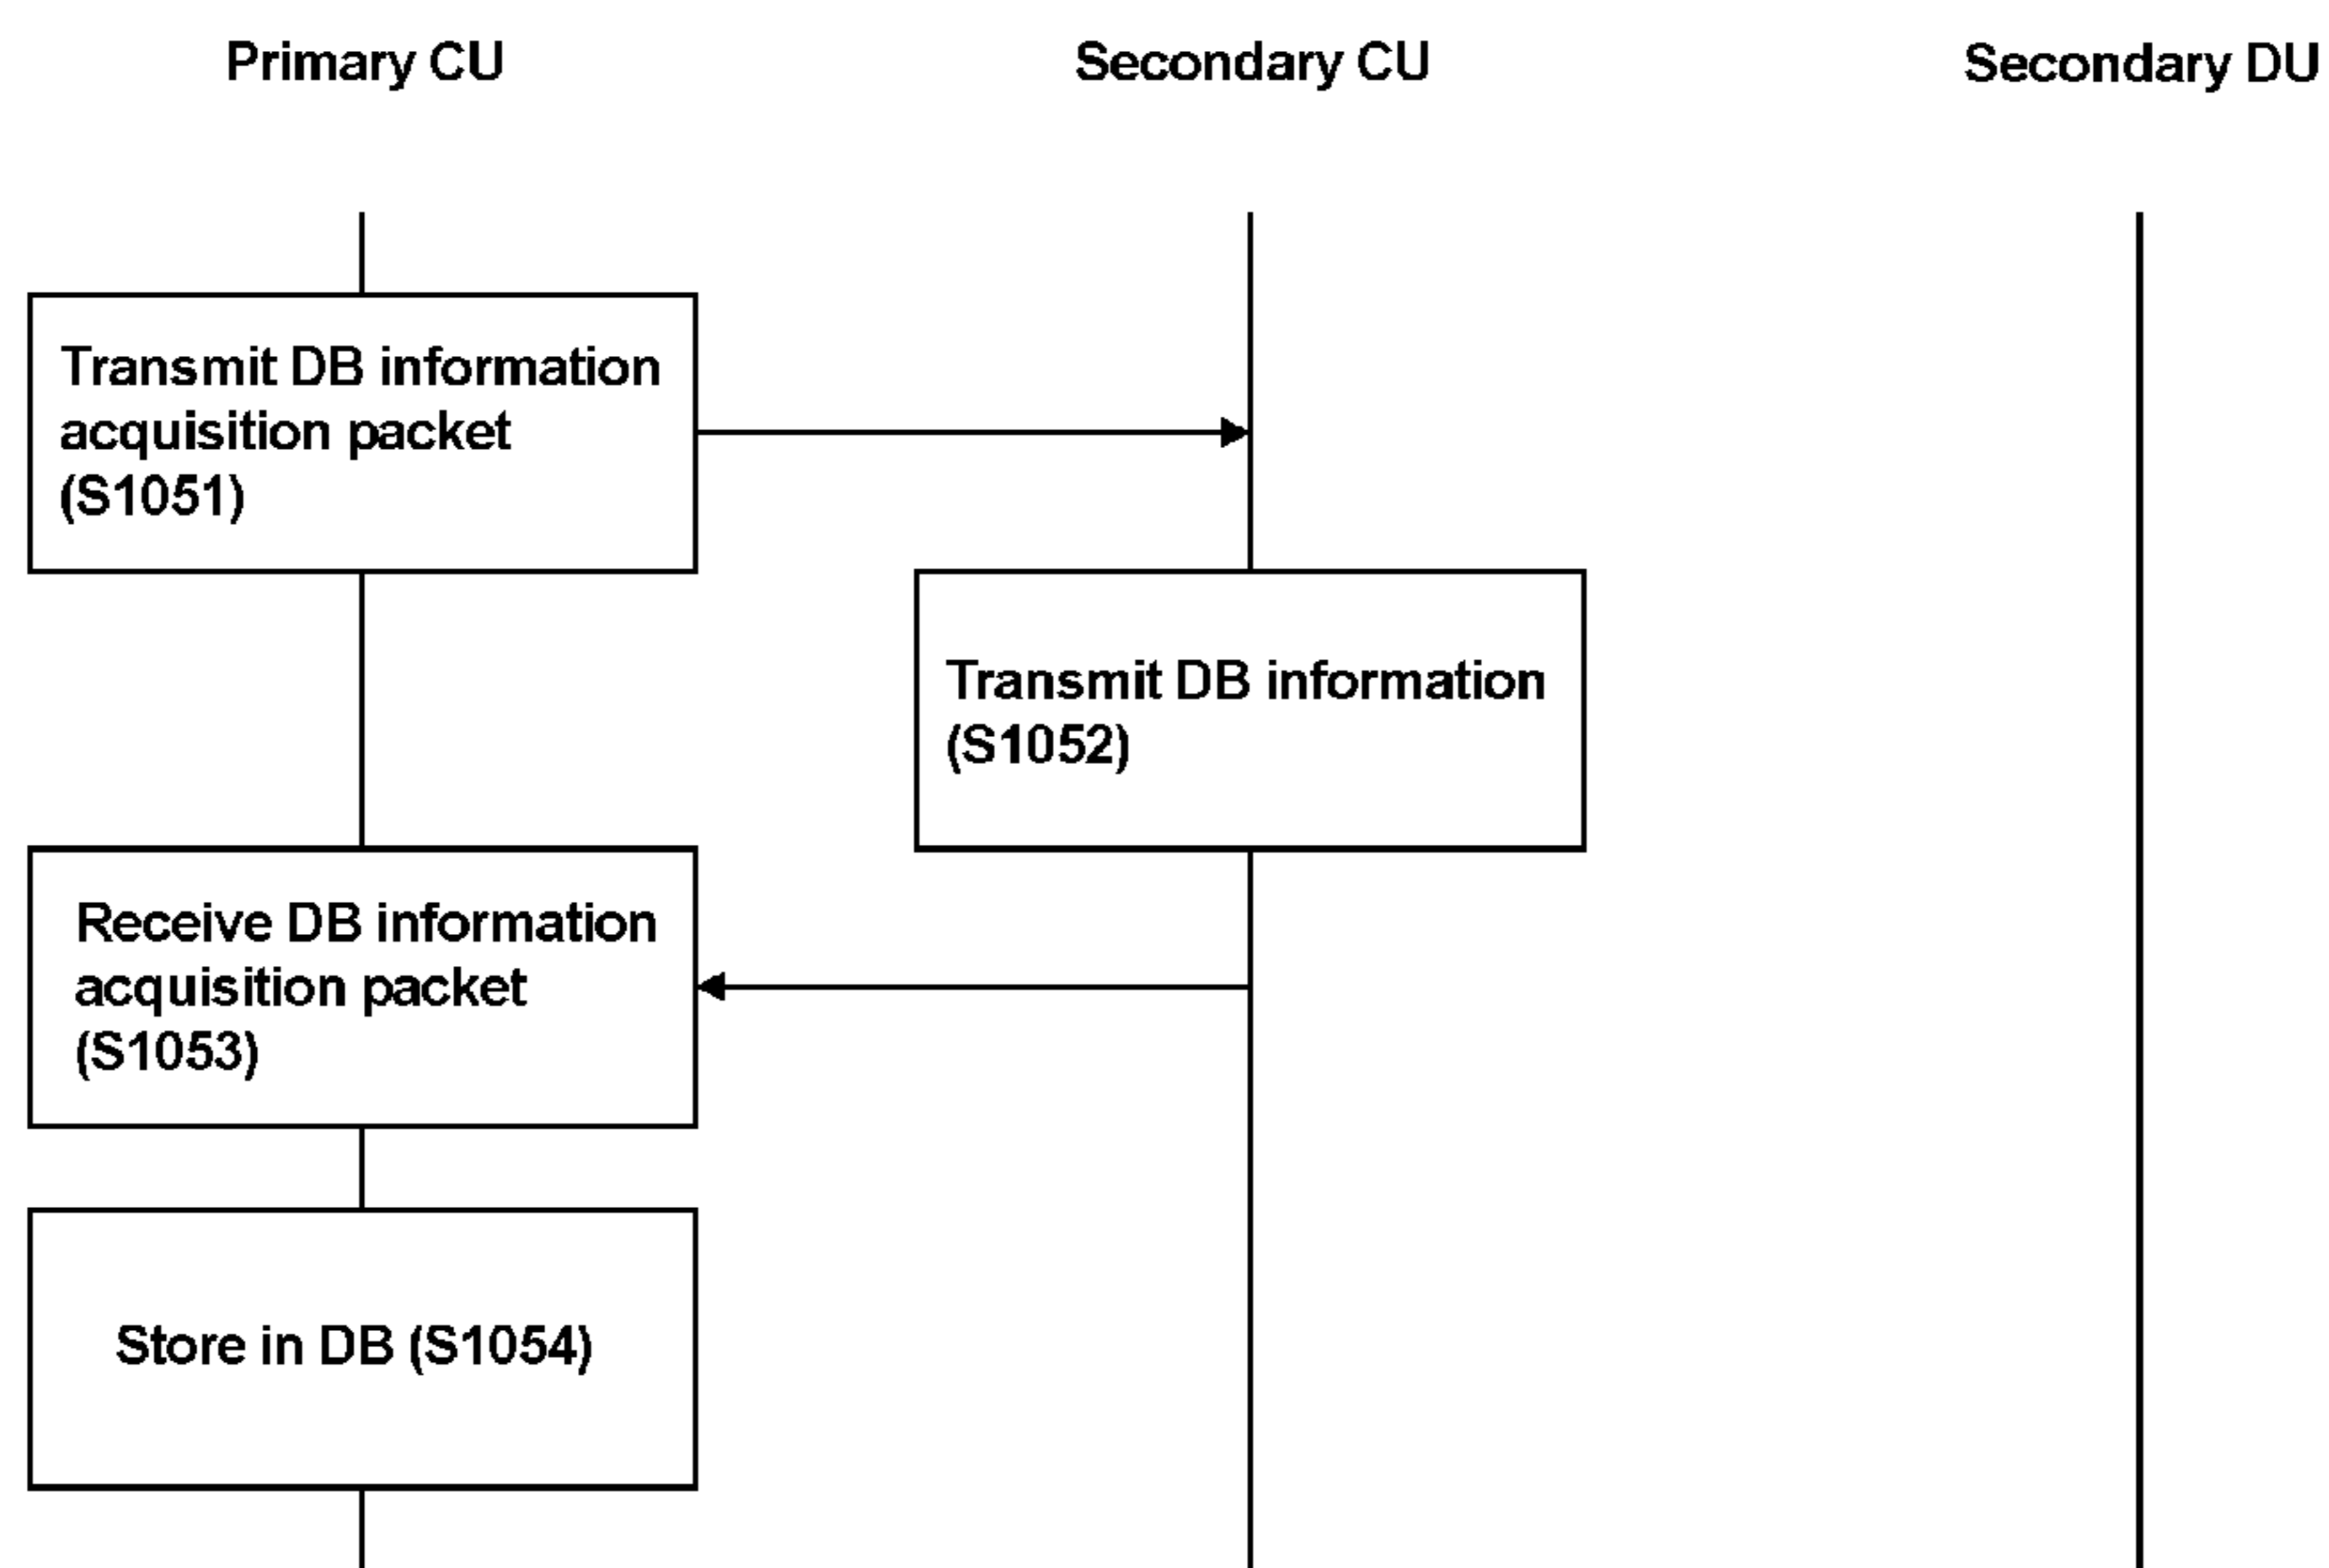 Primary CU
Secondary CU
Secondary DU
Transmit DB information
acquisition packet
(S1051)
Transmit DB information
(S1052)
Receive DB information
acquisition packet
(S1053)
Store in DB (S1054)